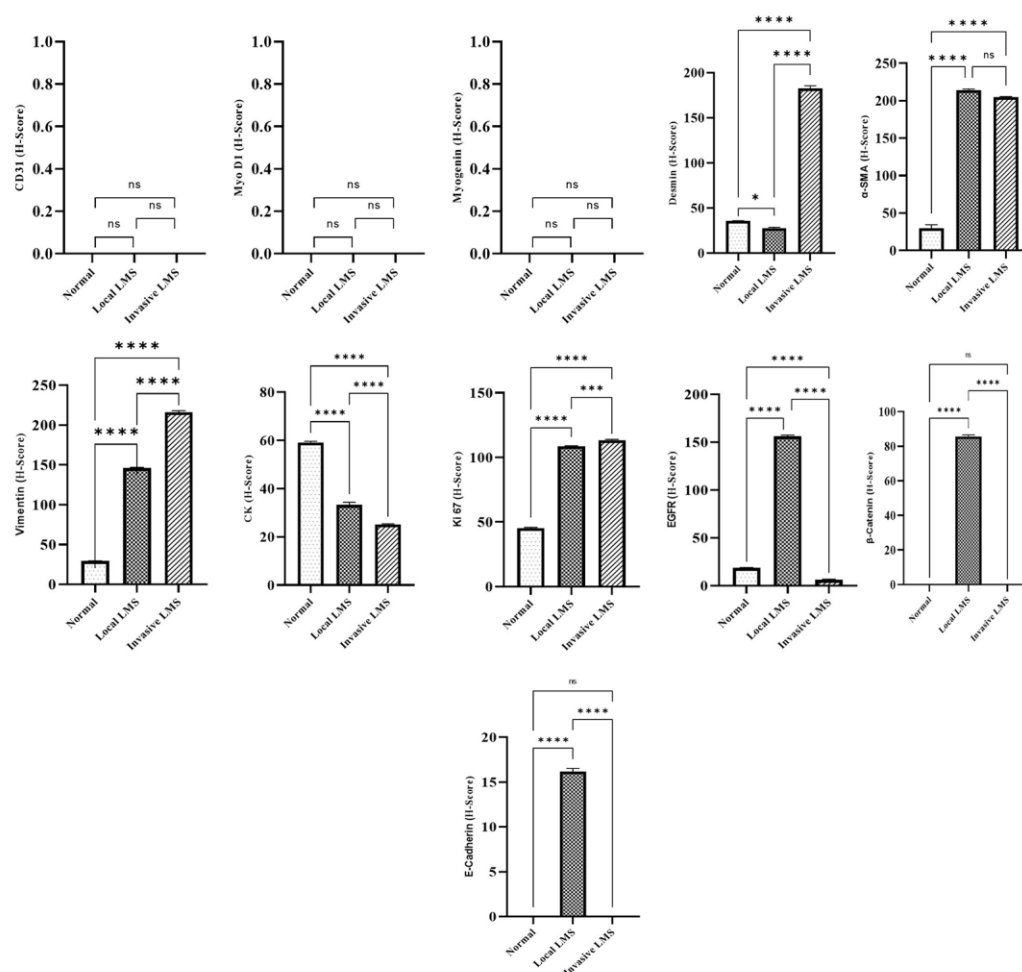 CD31 (H-Score)
1.0
0.8
0.6
0.4
0.2
0.0
ns
ns
ns
Normal
Local LMS
Invasive LMS
Myo D1 (H-Score)
1.0
0.8
0.6
0.4
0.2
0.0
ns
ns
ns
Normal
Local LMS
Invasive LMS
Myogenin (H-Score)
1.0
0.8
0.6
0.4
0.2
0.0
ns
ns
ns
Normal
Local LMS
Invasive LMS
Desmin (H-Score)
200
150
100
50
0
****
****
*
Normal
Local LMS
Invasive LMS
α-SMA (H-Score)
250
200
150
100
50
0
****
**** ns
Normal
Local LMS
Invasive LMS
Vimentin (H-Score)
250
200
150
100
50
0
****
****
****
Normal
Local LMS
Invasive LMS
CK (H-Score)
80
60
40
20
0
****
****
****
Normal
Local LMS
Invasive LMS
KI 67 (H-Score)
150
100
50
0
****
***
****
Normal
Local LMS
Invasive LMS
EGFR (H-Score)
200
150
100
50
0
****
**** ****
Normal
Local LMS
Invasive LMS
β-Catenin (H-Score)
100
80
60
40
20
0
ns
****
****
Normal
Local LMS
Invasive LMS
E-Cadherin (H-Score)
20
15
10
5
0
ns
****
****
Normal
Local LMS
Invasive LMS